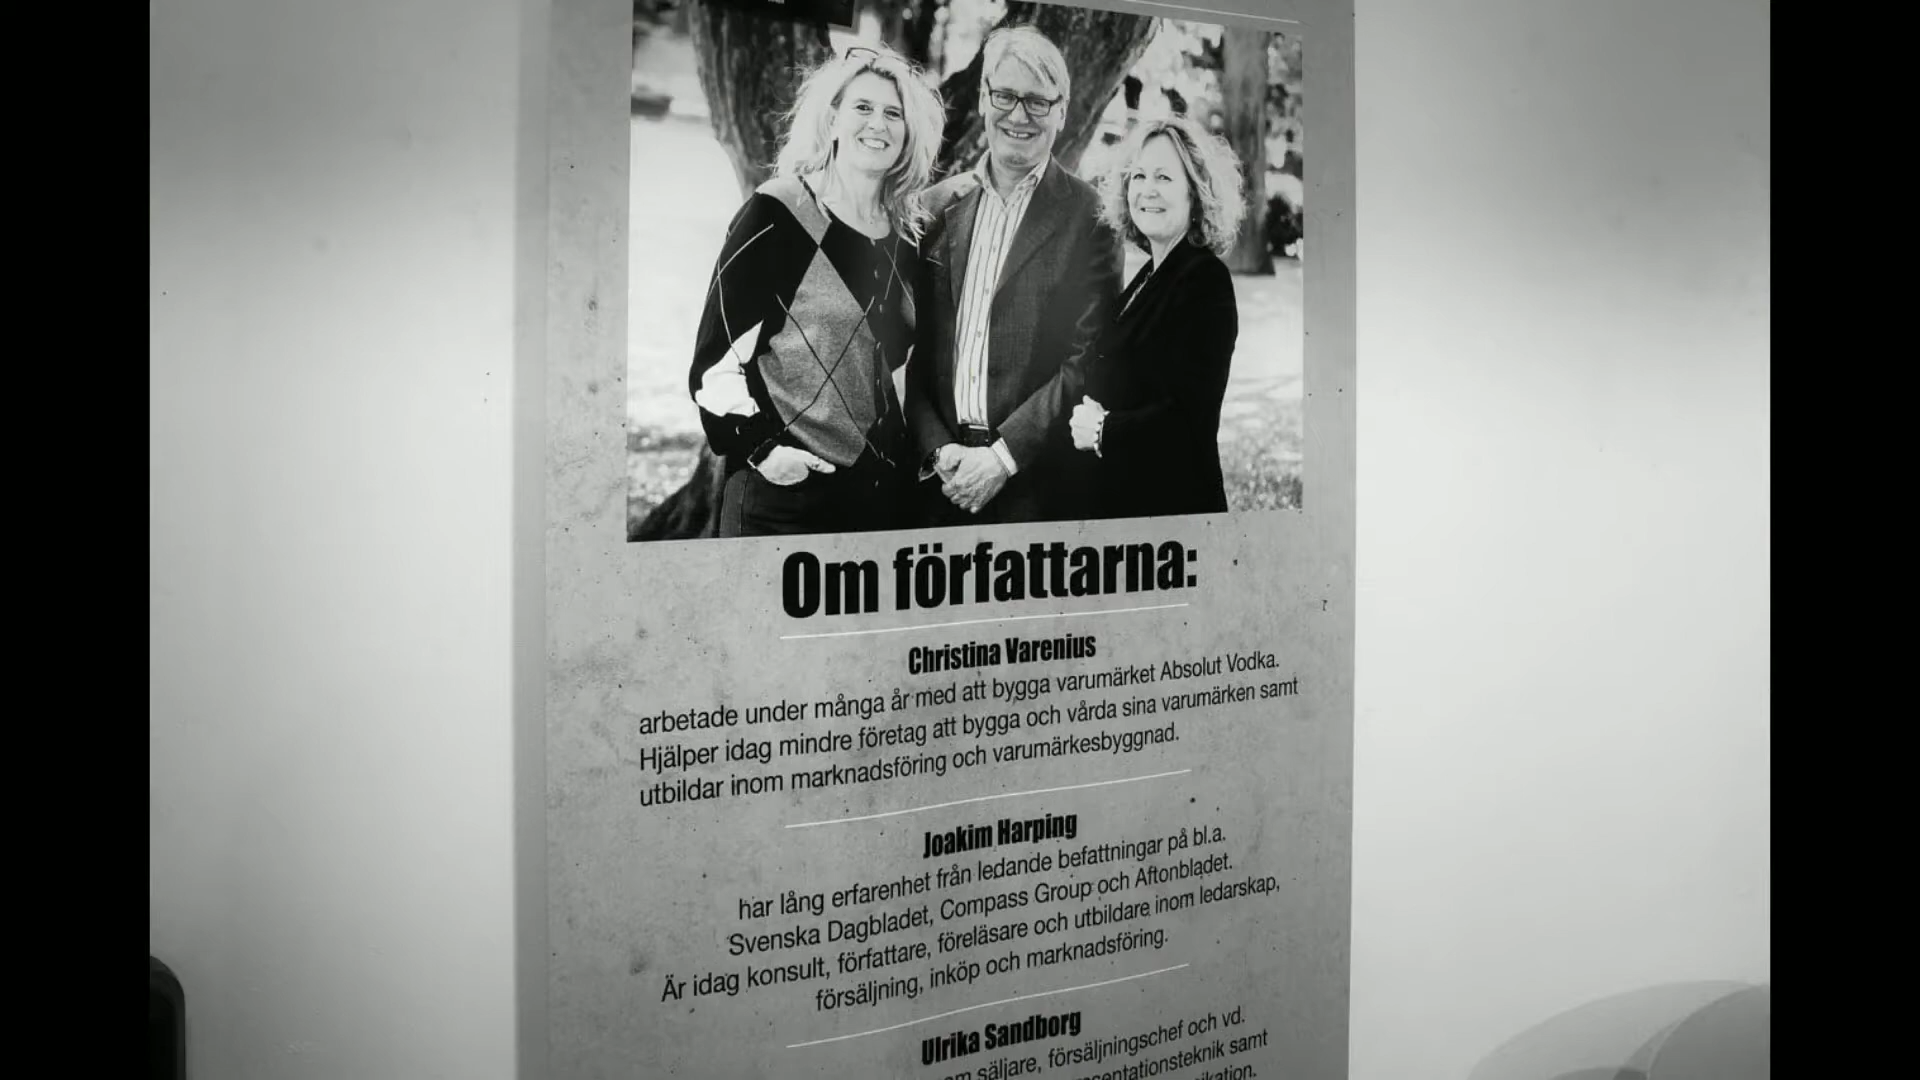 Om författarna:
Christina Varenius
arbetade under många år med att bygga varumärket Absolut Vodka.
Hjälper idag mindre företag att bygga och vårda sina varumärken samt
utbildar inom marknadsföring och varumärkesbyggnad.
Joakim Harping
har lång erfarenhet från ledande befattningar på bl.a.
Svenska Dagbladet, Compass Group och Aftonbladet.
Är idag konsult, författare, föreläsare och utbildare inom ledarskap,
försäljning, inköp och marknadsföring.
Ulrika Sandborg
säljare, försäljningschef och vd.
samt